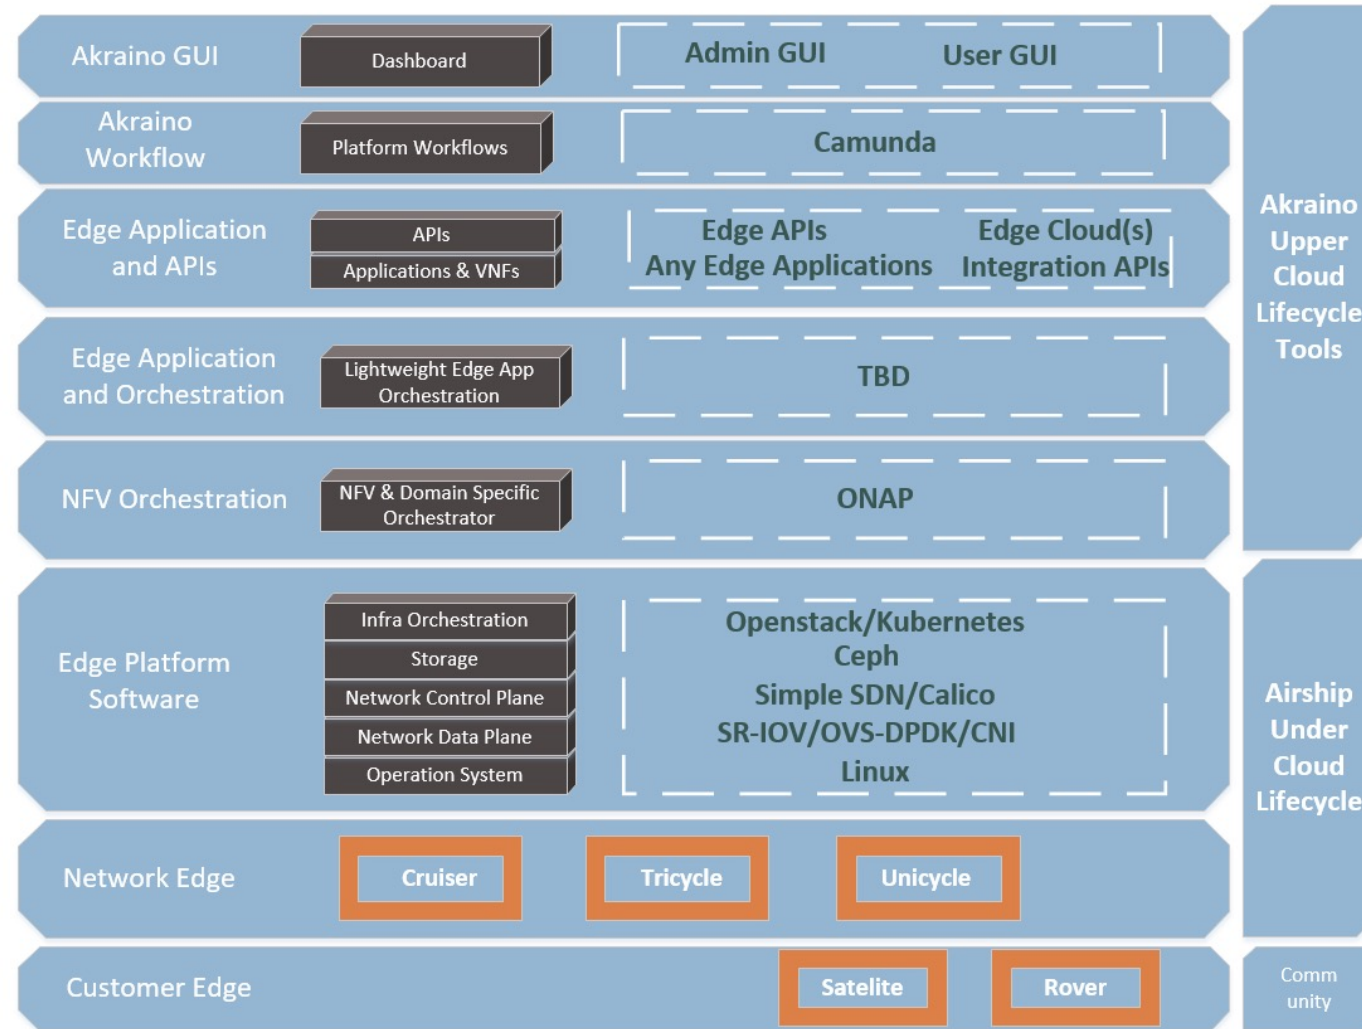 Akraino GUI
Dashboard
Admin GUI
User GUI
Akraino
Workflow
Platform Workflows
Camunda
Edge Application
and APIs
APIs
Applications & VNFs
Edge APIs
Any Edge Applications
Edge Cloud(s)
Integration APIs
Edge Application
and Orchestration
Lightweight Edge App
Orchestration
TBD
NFV Orchestration
NFV & Domain Specific
Orchestrator
ONAP
Akraino
Upper
Cloud
Lifecycle
Tools
Edge Platform
Software
Infra Orchestration
Storage
Network Control Plane
Network Data Plane
Operation System
Openstack/Kubernetes
Ceph
Simple SDN/Calico
SR-IOV/OVS-DPDK/CNI
Linux
Network Edge
Cruiser
Tricycle
Unicycle
Airship
Under
Cloud
Lifecycle
Customer Edge
Satelite
Rover
Comm
unity